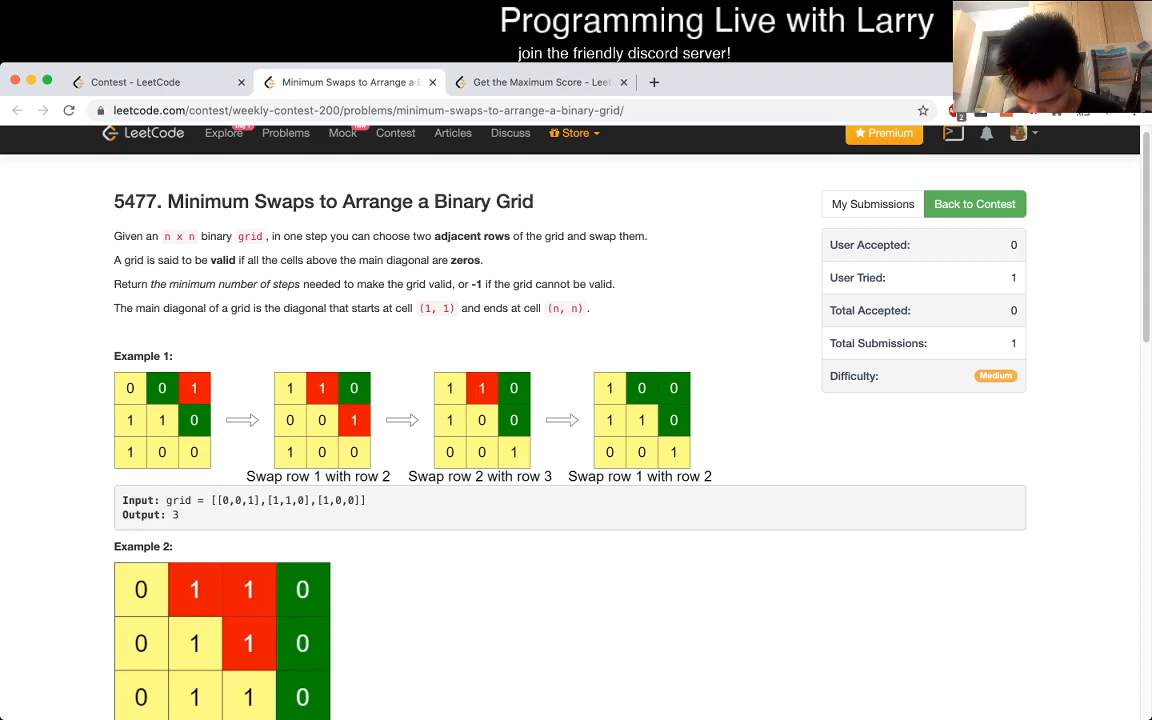 Programming Live with Larry
join the friendly discord server!
Contest - LeetCode
Minimum Swaps to Arrange a B
Get the Maximum Score - Leet
leetcode.com/contest/weekly-contest-200/problems/minimum-swaps-to-arrange-a-binary-grid/
2
LeetCode
Explore
Problems
Mock
Contest
Articles
Discuss
Store
Premium
5477. Minimum Swaps to Arrange a Binary Grid
My Submissions
Back to Contest
Given an n x n binary grid, in one step you can choose two adjacent rows of the grid and swap them.
A grid is said to be valid if all the cells above the main diagonal are zeros.
Return the minimum number of steps needed to make the grid valid, or -1 if the grid cannot be valid.
The main diagonal of a grid is the diagonal that starts at cell (1, 1) and ends at cell (n, n).
User Accepted: 0
User Tried: 1
Total Accepted: 0
Total Submissions: 1
Difficulty: Medium
Example 1:
0 0 1 1 1 0 1 1 0 1 0 0
1 1 0 0 0 1 1 0 0 1 1 0
1 0 0 1 0 0 0 0 1 0 0 1
Swap row 1 with row 2 Swap row 2 with row 3 Swap row 1 with row 2
Input: grid = [[0,0,1],[1,1,0],[1,0,0]]
Output: 3
Example 2:
0 1 1 0
0 1 1 0
0 1 1 0